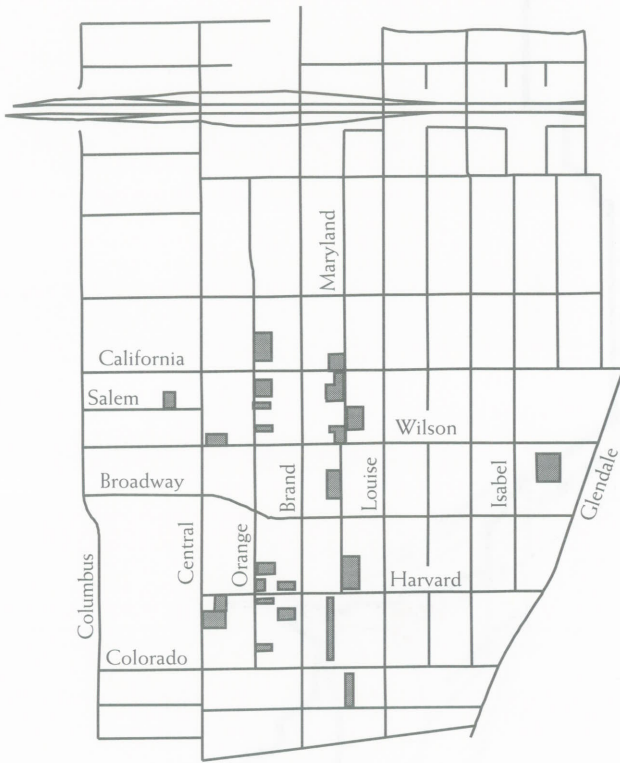 Maryland
California
Salem
Wilson
Broadway
Brand
Louise
Isabel
Glendale
Central
Orange
Harvard
Columbus
Colorado